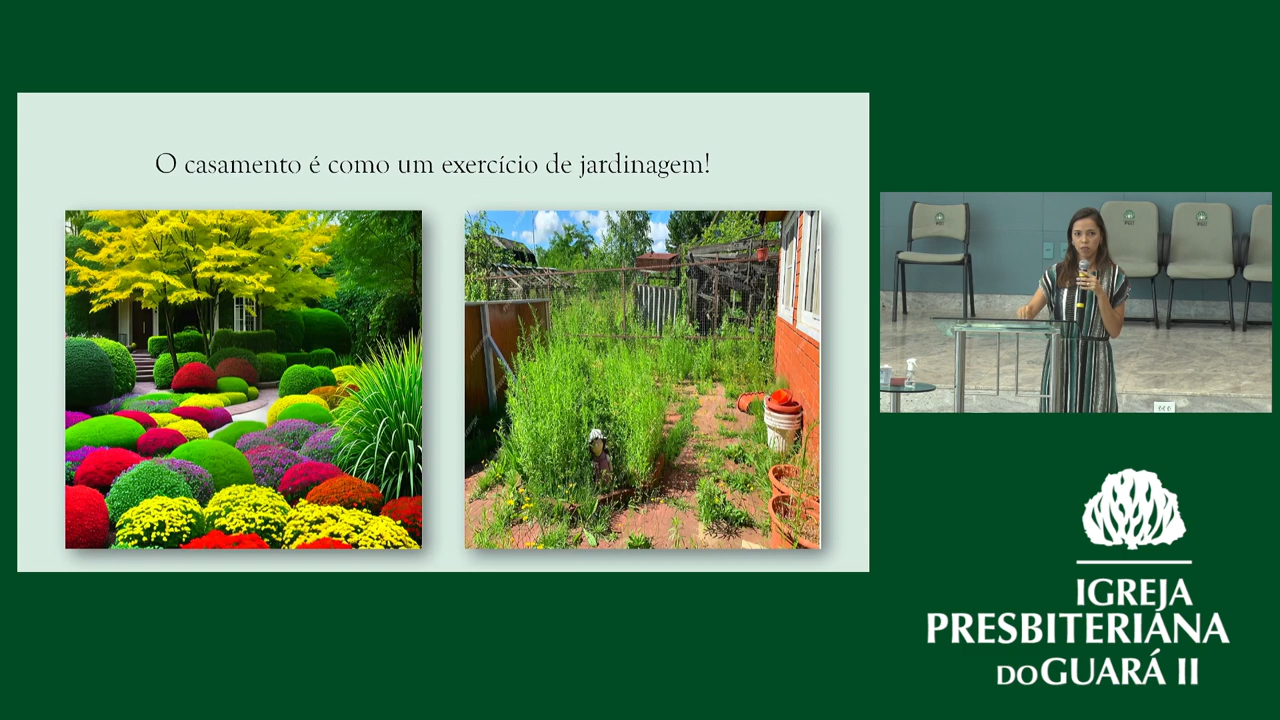 O casamento é como um exercício de jardinagem!
IGREJA
PRESBITERIANA
DO GUARÁ II